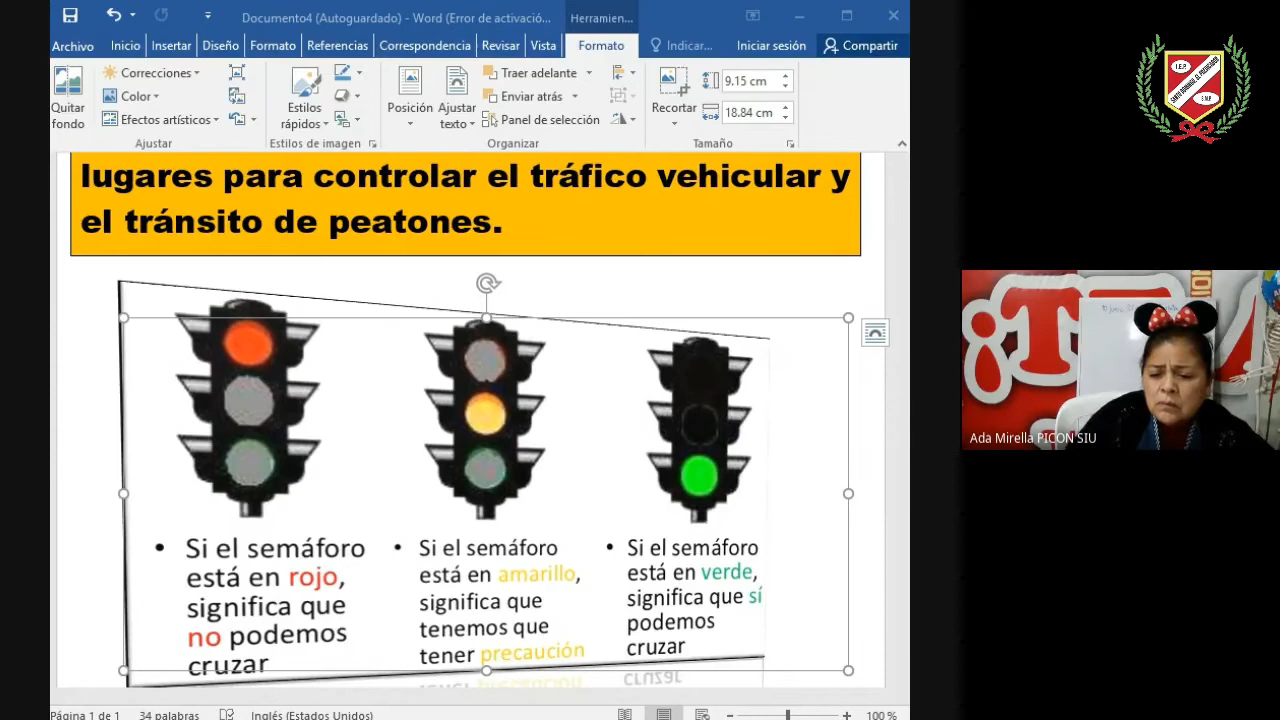 Documento4 (Autoguardado) - Word (Error de activació...
Herramien...
Archivo Inicio Insertar Diseño Formato Referencias Correspondencia Revisar Vista Formato Indicar... Iniciar sesión Compartir
Quitar fondo
Correcciones
Color
Efectos artísticos
Ajustar
Estilos rápidos
Estilos de imagen
Posición
Ajustar texto
Traer adelante
Enviar atrás
Panel de selección
Organizar
Recortar
9.15 cm
18.84 cm
Tamaño
lugares para controlar el tráfico vehicular y
el tránsito de peatones.
• Si el semáforo
está en rojo,
significa que
no podemos
cruzar
• Si el semáforo
está en amarillo,
significa que
tenemos que
tener precaución
• Si el semáforo
está en verde,
significa que sí
podemos
cruzar
Página 1 de 1 34 palabras Inglés (Estados Unidos) 100 %
I.E.P.
S.M.P.
Ada Mirella PICON SIU